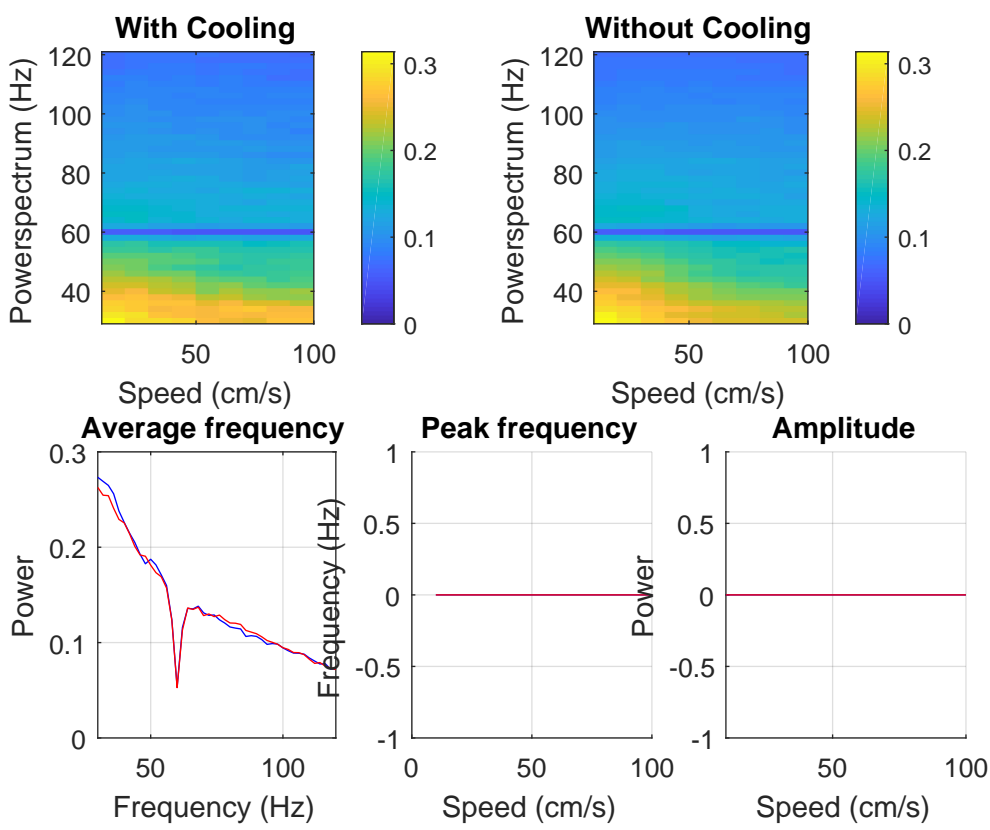 With Cooling
Powerspectrum (Hz)
120
100
80
60
40
50
100
Speed (cm/s)
0.3
0.2
0.1
0
Without Cooling
Powerspectrum (Hz)
120
100
80
60
40
50
100
Speed (cm/s)
0.3
0.2
0.1
0
Average frequency
Power
0.3
0.2
0.1
0
50
100
Frequency (Hz)
Peak frequency
Frequency (Hz)
1
0.5
0
-0.5
-1
0
50
100
Speed (cm/s)
Amplitude
Power
1
0.5
0
-0.5
-1
50
100
Speed (cm/s)